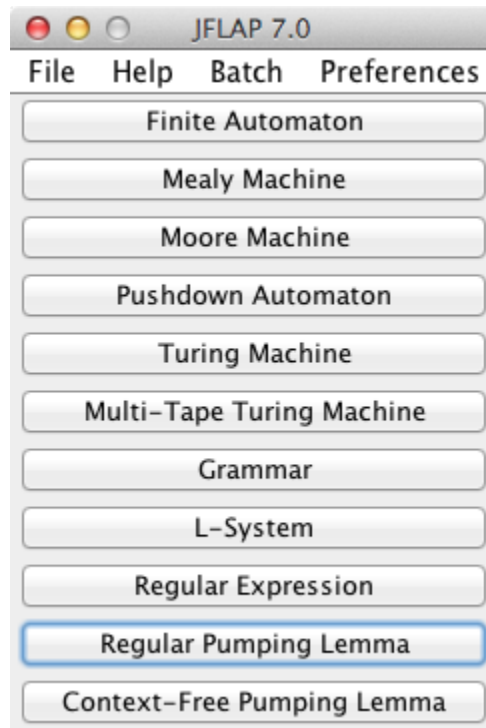 JFLAP 7.0
File Help Batch Preferences
Finite Automaton
Mealy Machine
Moore Machine
Pushdown Automaton
Turing Machine
Multi-Tape Turing Machine
Grammar
L-System
Regular Expression
Regular Pumping Lemma
Context-Free Pumping Lemma